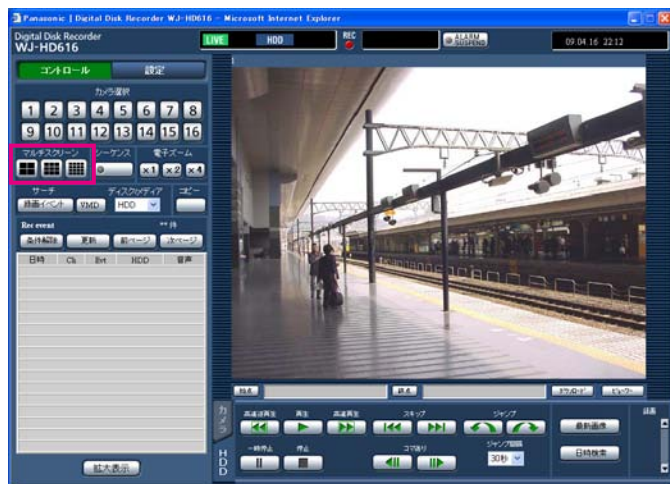 Panasonic | Digital Disk Recorder WJ-HD616 - Microsoft Internet Explorer
Digital Disk Recorder
WJ-HD616
LIVE HDD REC ALARM SUSPEND 09.04.16 22:12
コントロール 設定
カメラ選択
1 2 3 4 5 6 7 8
9 10 11 12 13 14 15 16
マルチスクリーン シーケンス 電子ズーム
x1 x2 x4
サーチ ディスク/メディア コピー
録画イベント VMD HDD
Rec event ** 件
条件解除 更新 前ページ 次ページ
日時 Ch Evt HDD 音声
拡大表示
始点 終点 ダウンロード ビューワー
カメラ
HDD
高速逆再生 再生 高速再生 スキップ ジャンプ
最新画像
録画
一時停止 停止 コマ送り ジャンプ間隔
30秒
日時検索